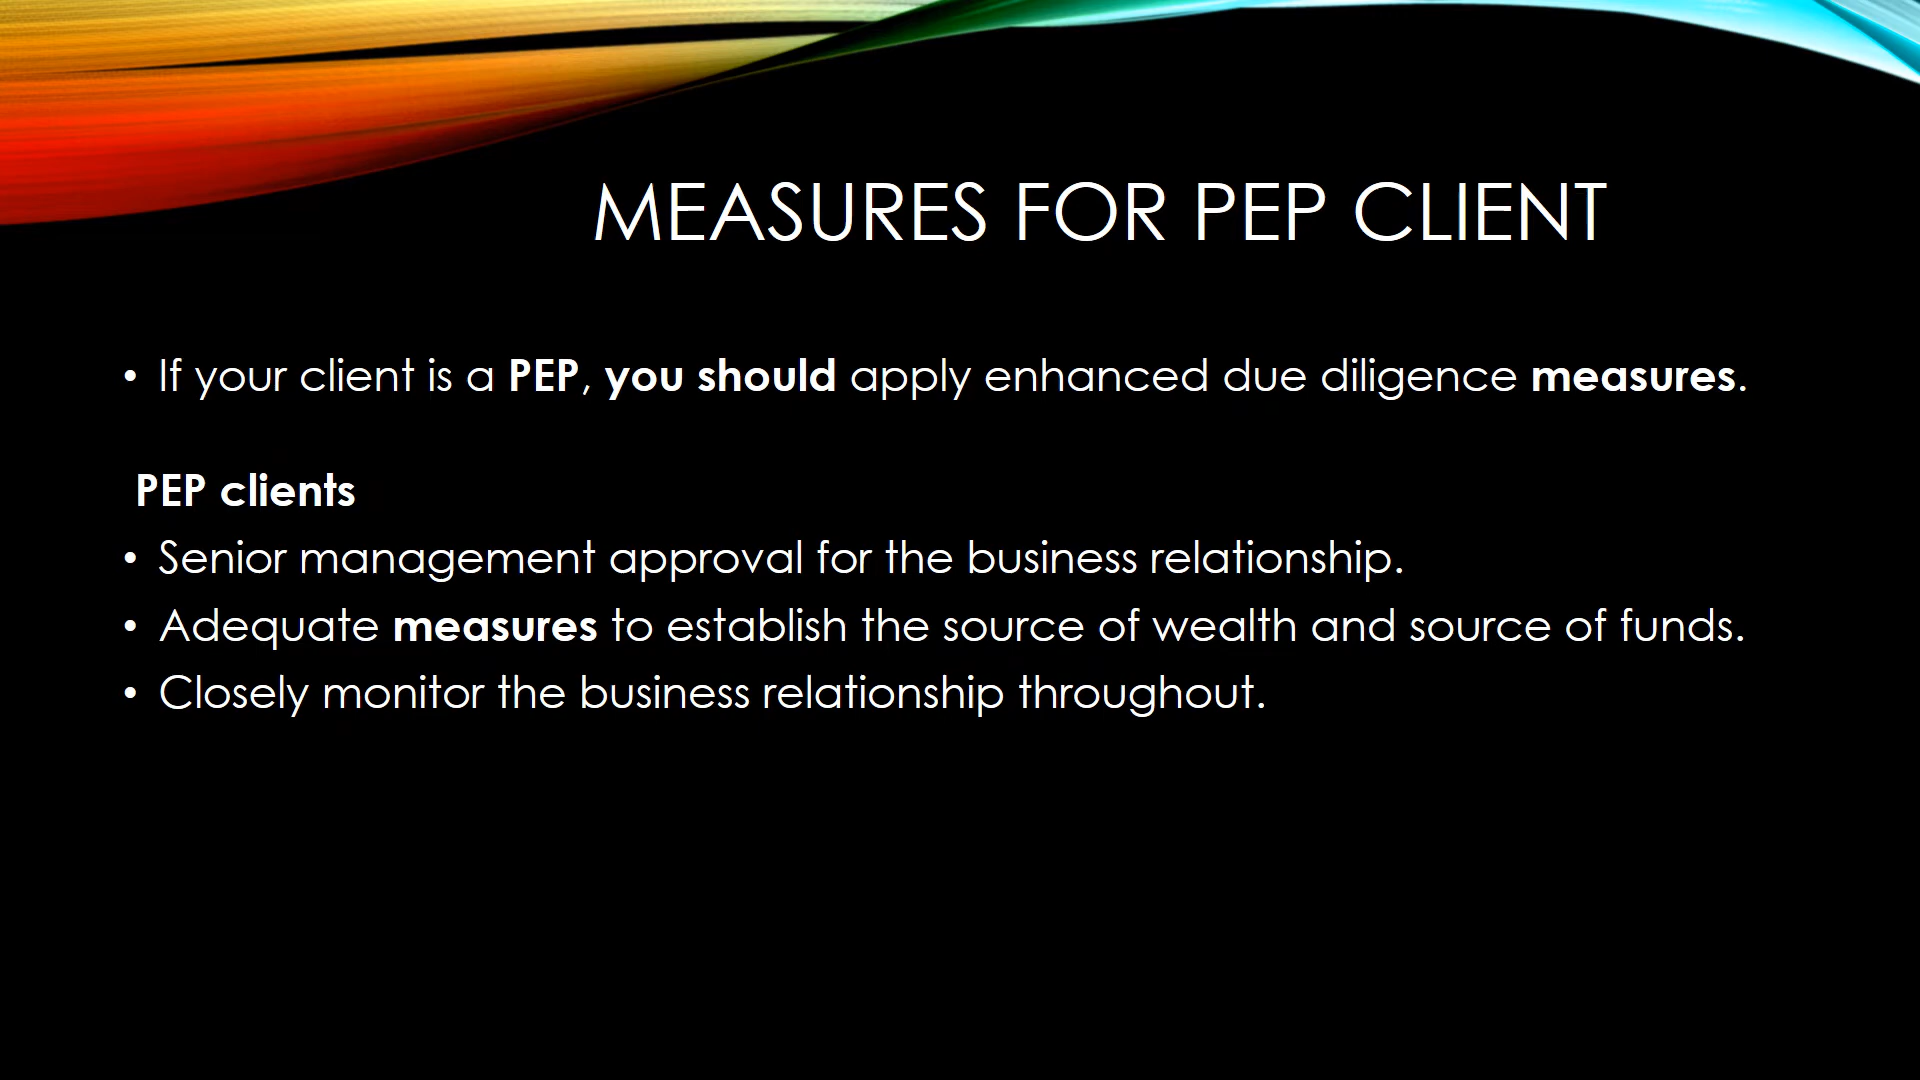 MEASURES FOR PEP CLIENT
• If your client is a PEP, you should apply enhanced due diligence measures.
PEP clients
• Senior management approval for the business relationship.
• Adequate measures to establish the source of wealth and source of funds.
• Closely monitor the business relationship throughout.